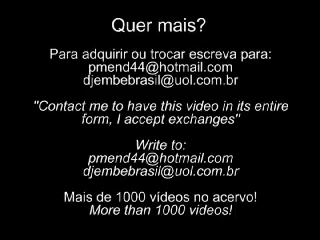 Quer mais?
Para adquirir ou trocar escreva para:
pmend44@hotmail.com
djembebrasil@uol.com.br
"Contact me to have this video in its entire
form, I accept exchanges"
Write to:
pmend44@hotmail.com
djembebrasil@uol.com.br
Mais de 1000 vídeos no acervo!
More than 1000 videos!